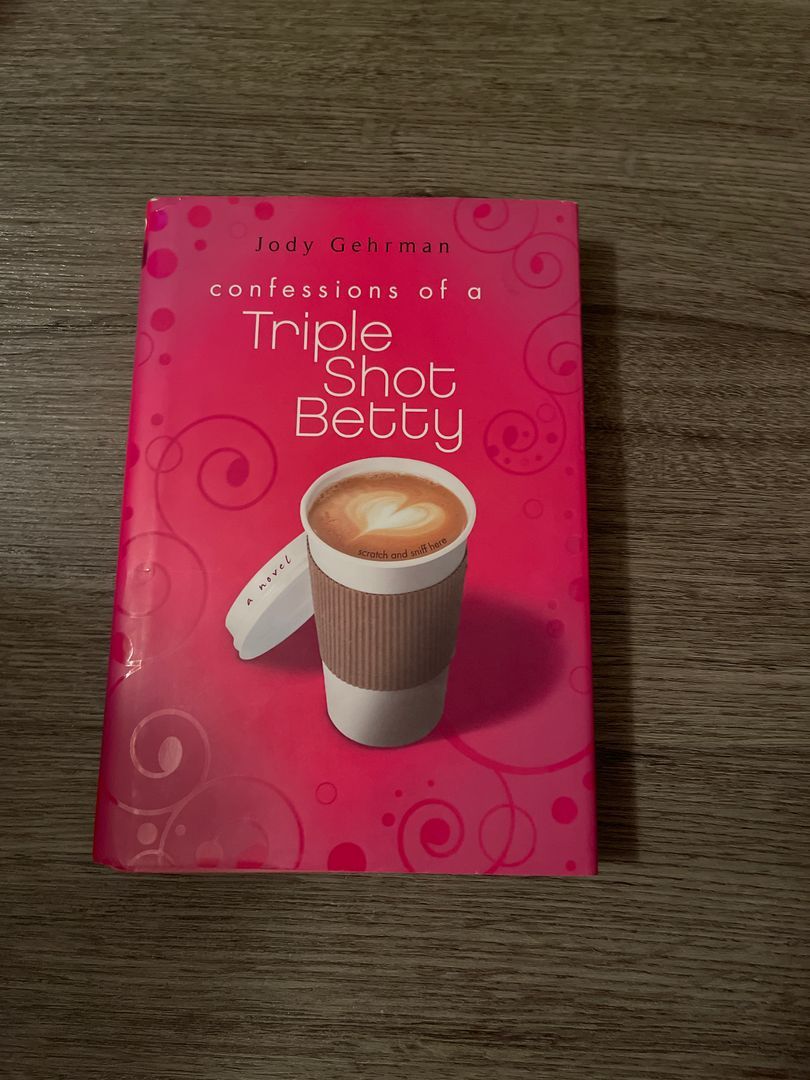 Jody Gehrman
confessions of a
Triple
Shot
Betty
scratch and sniff here
a novel